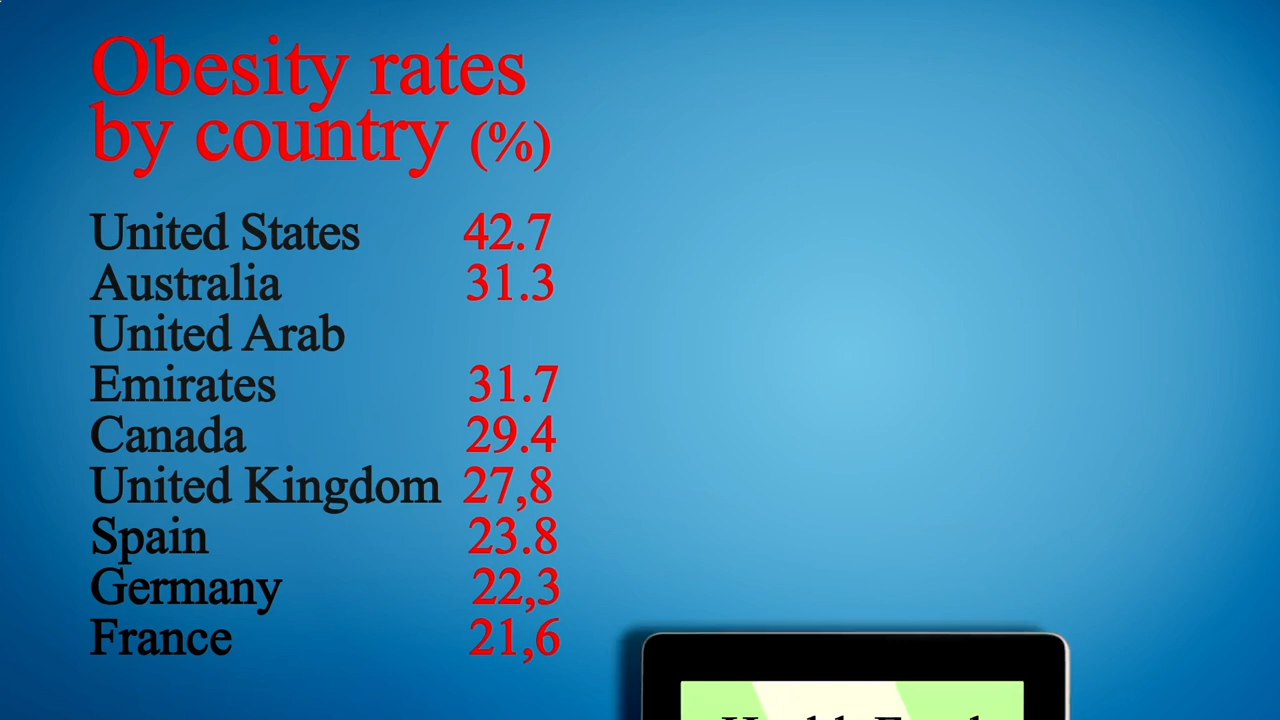 Obesity rates
by country (%)
United States 42.7
Australia 31.3
United Arab
Emirates 31.7
Canada 29.4
United Kingdom 27,8
Spain 23.8
Germany 22,3
France 21,6